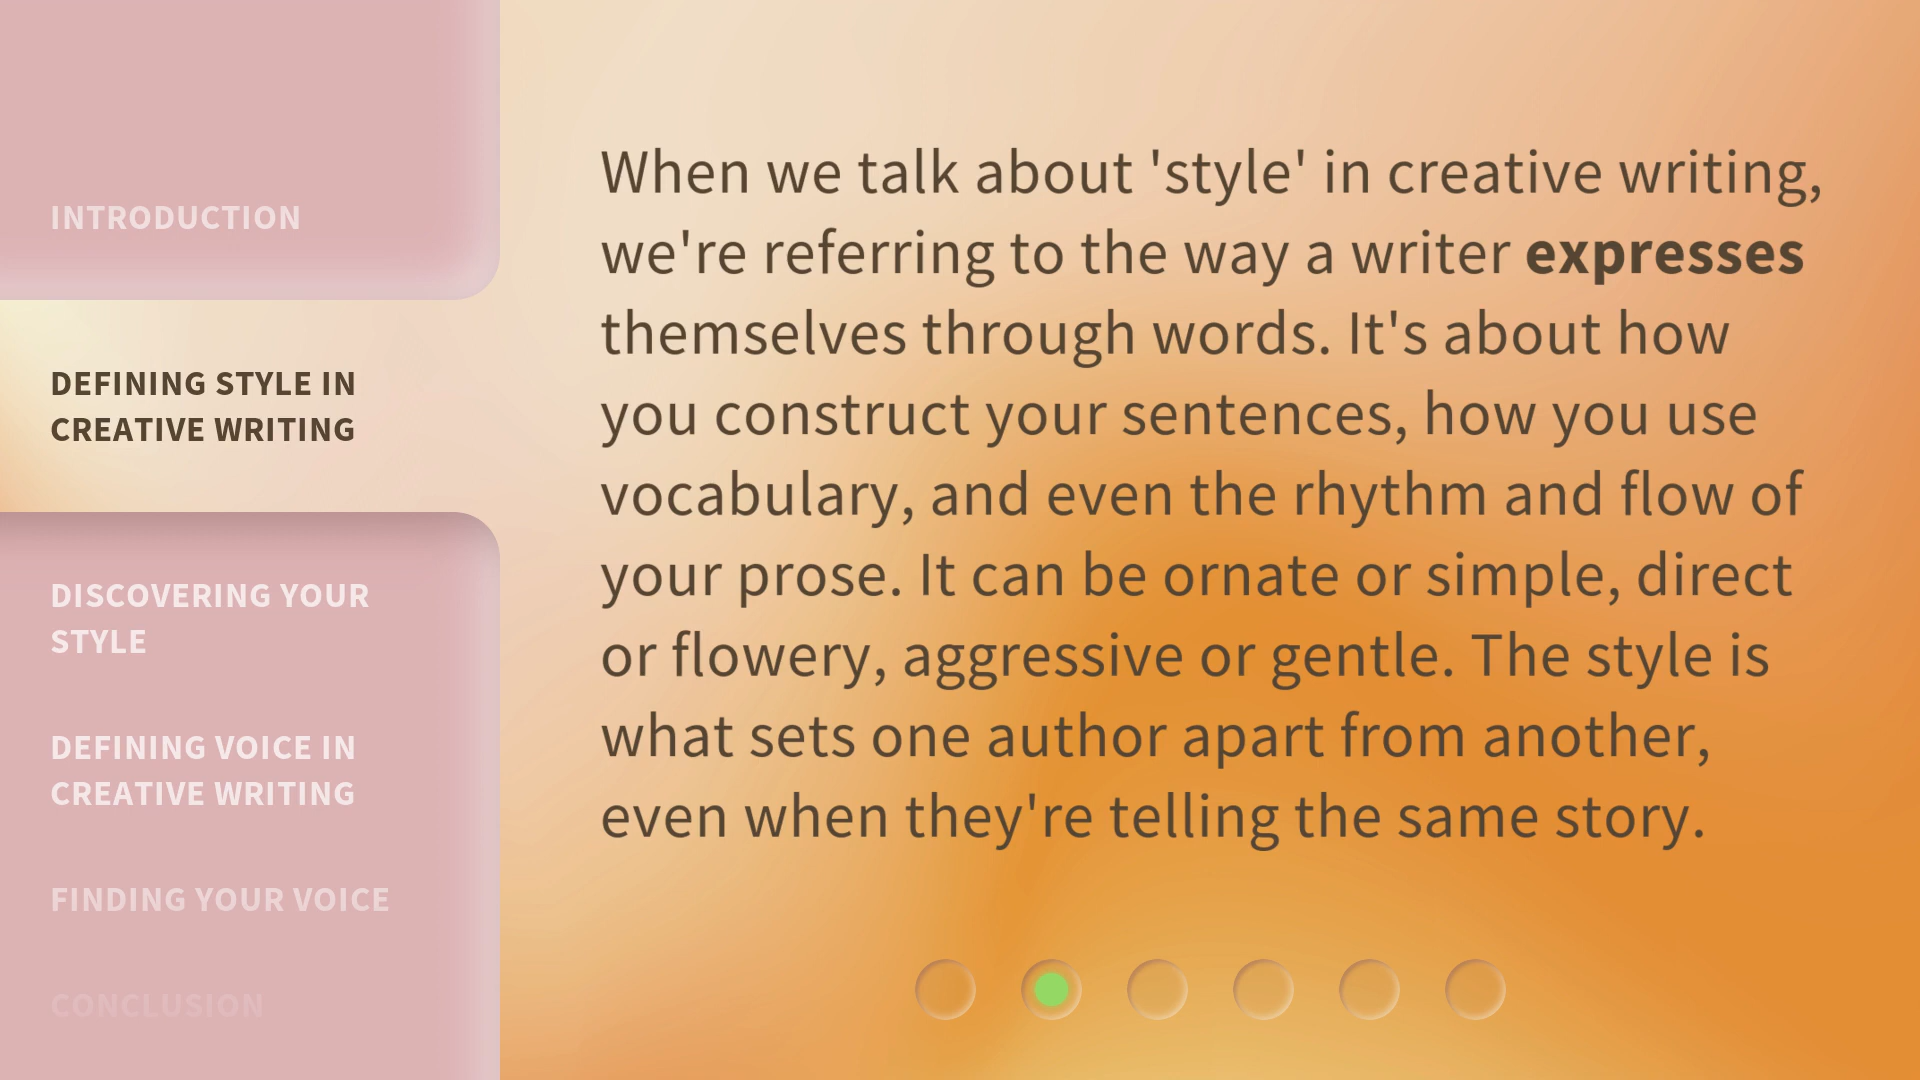 INTRODUCTION
DEFINING STYLE IN
CREATIVE WRITING
DISCOVERING YOUR
STYLE
DEFINING VOICE IN
CREATIVE WRITING
FINDING YOUR VOICE
CONCLUSION
When we talk about 'style' in creative writing,
we're referring to the way a writer expresses
themselves through words. It's about how
you construct your sentences, how you use
vocabulary, and even the rhythm and flow of
your prose. It can be ornate or simple, direct
or flowery, aggressive or gentle. The style is
what sets one author apart from another,
even when they're telling the same story.